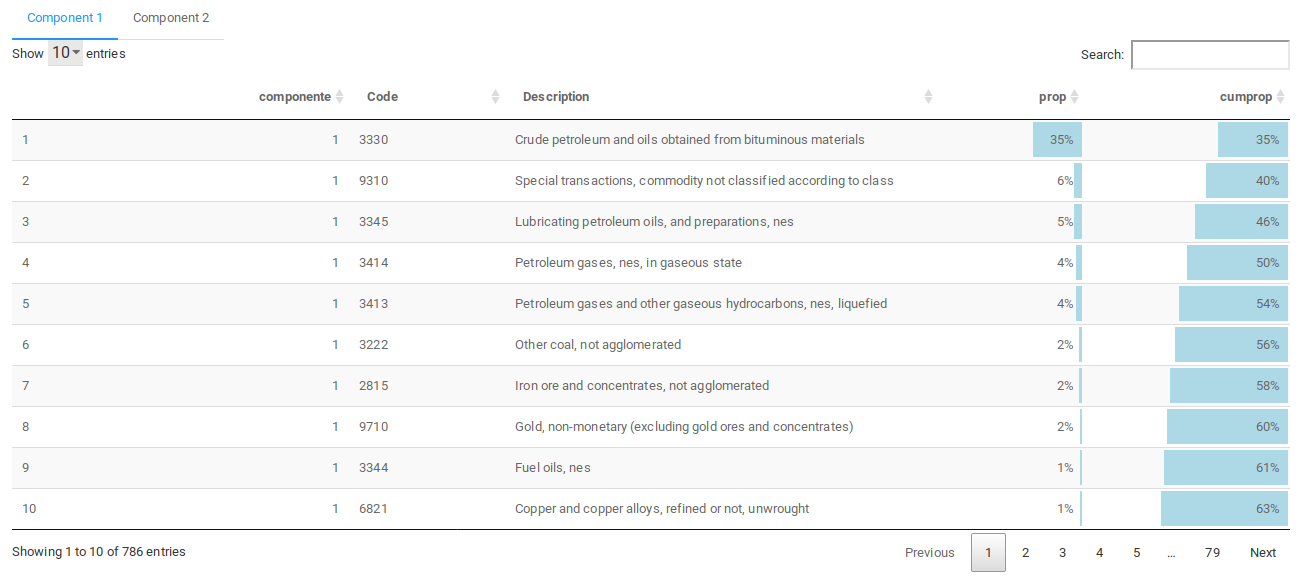 Component 1 Component 2
Show 10 entries Search:
componente Code Description prop cumprop
1 1 3330 Crude petroleum and oils obtained from bituminous materials 35% 35%
2 1 9310 Special transactions, commodity not classified according to class 6% 40%
3 1 3345 Lubricating petroleum oils, and preparations, nes 5% 46%
4 1 3414 Petroleum gases, nes, in gaseous state 4% 50%
5 1 3413 Petroleum gases and other gaseous hydrocarbons, nes, liquefied 4% 54%
6 1 3222 Other coal, not agglomerated 2% 56%
7 1 2815 Iron ore and concentrates, not agglomerated 2% 58%
8 1 9710 Gold, non-monetary (excluding gold ores and concentrates) 2% 60%
9 1 3344 Fuel oils, nes 1% 61%
10 1 6821 Copper and copper alloys, refined or not, unwrought 1% 63%
Showing 1 to 10 of 786 entries Previous 1 2 3 4 5 … 79 Next